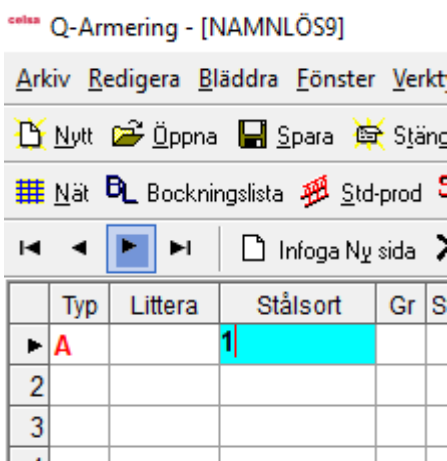 celsa Q-Armering - [NAMNLÖS9]
Arkiv Redigera Bläddra Fönster
Nytt Öppna Spara
Nät BL Bockningslista Std-prod
Infoga Ny sida
Typ Littera Stålsort Gr
A 1
2
3